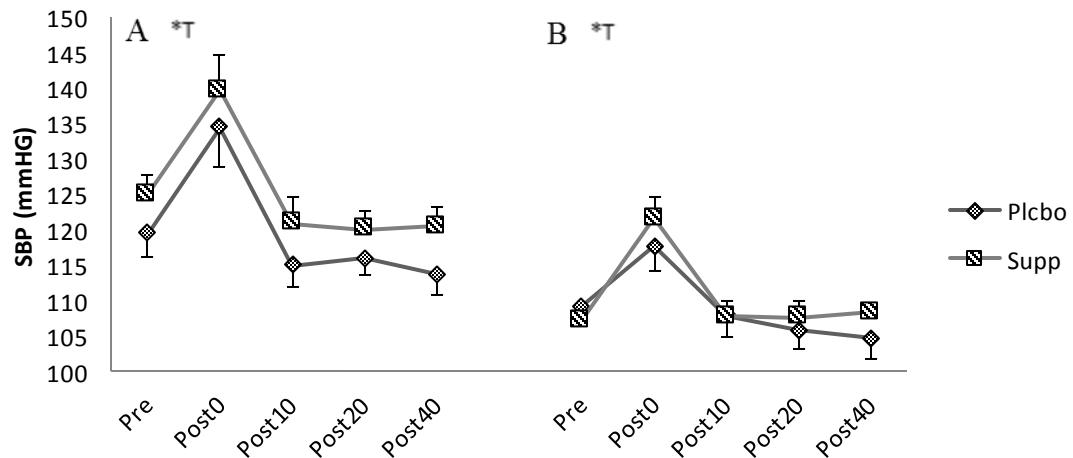 SBP (mmHG)
150
145
140
135
130
125
120
115
110
105
100
A *T
B *T
Pre
Post0
Post10
Post20
Post40
Pre
Post0
Post10
Post20
Post40
Plcbo
Supp